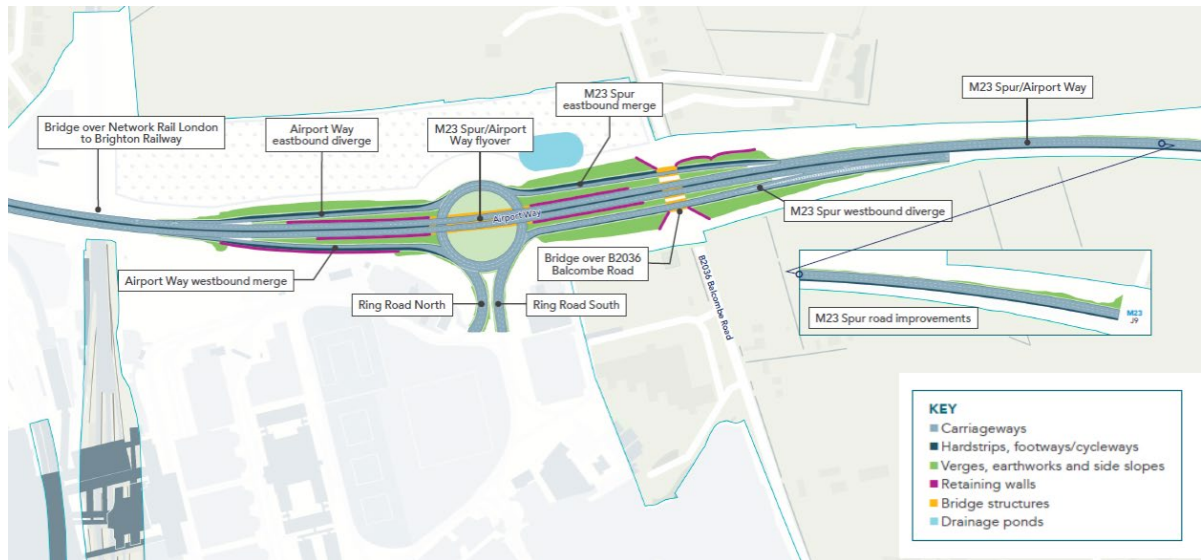 M23 Spur
eastbound merge
M23 Spur/Airport Way
Bridge over Network Rail London
to Brighton Railway
Airport Way
eastbound diverge
M23 Spur/Airport
Way flyover
Airport Way
M23 Spur westbound diverge
Airport Way westbound merge
Bridge over B2036
Balcombe Road
Ring Road North
Ring Road South
B2036 Balcombe Road
M23 Spur road improvements
M23
J9
KEY
Carriageways
Hardstrips, footways/cycleways
Verges, earthworks and side slopes
Retaining walls
Bridge structures
Drainage ponds